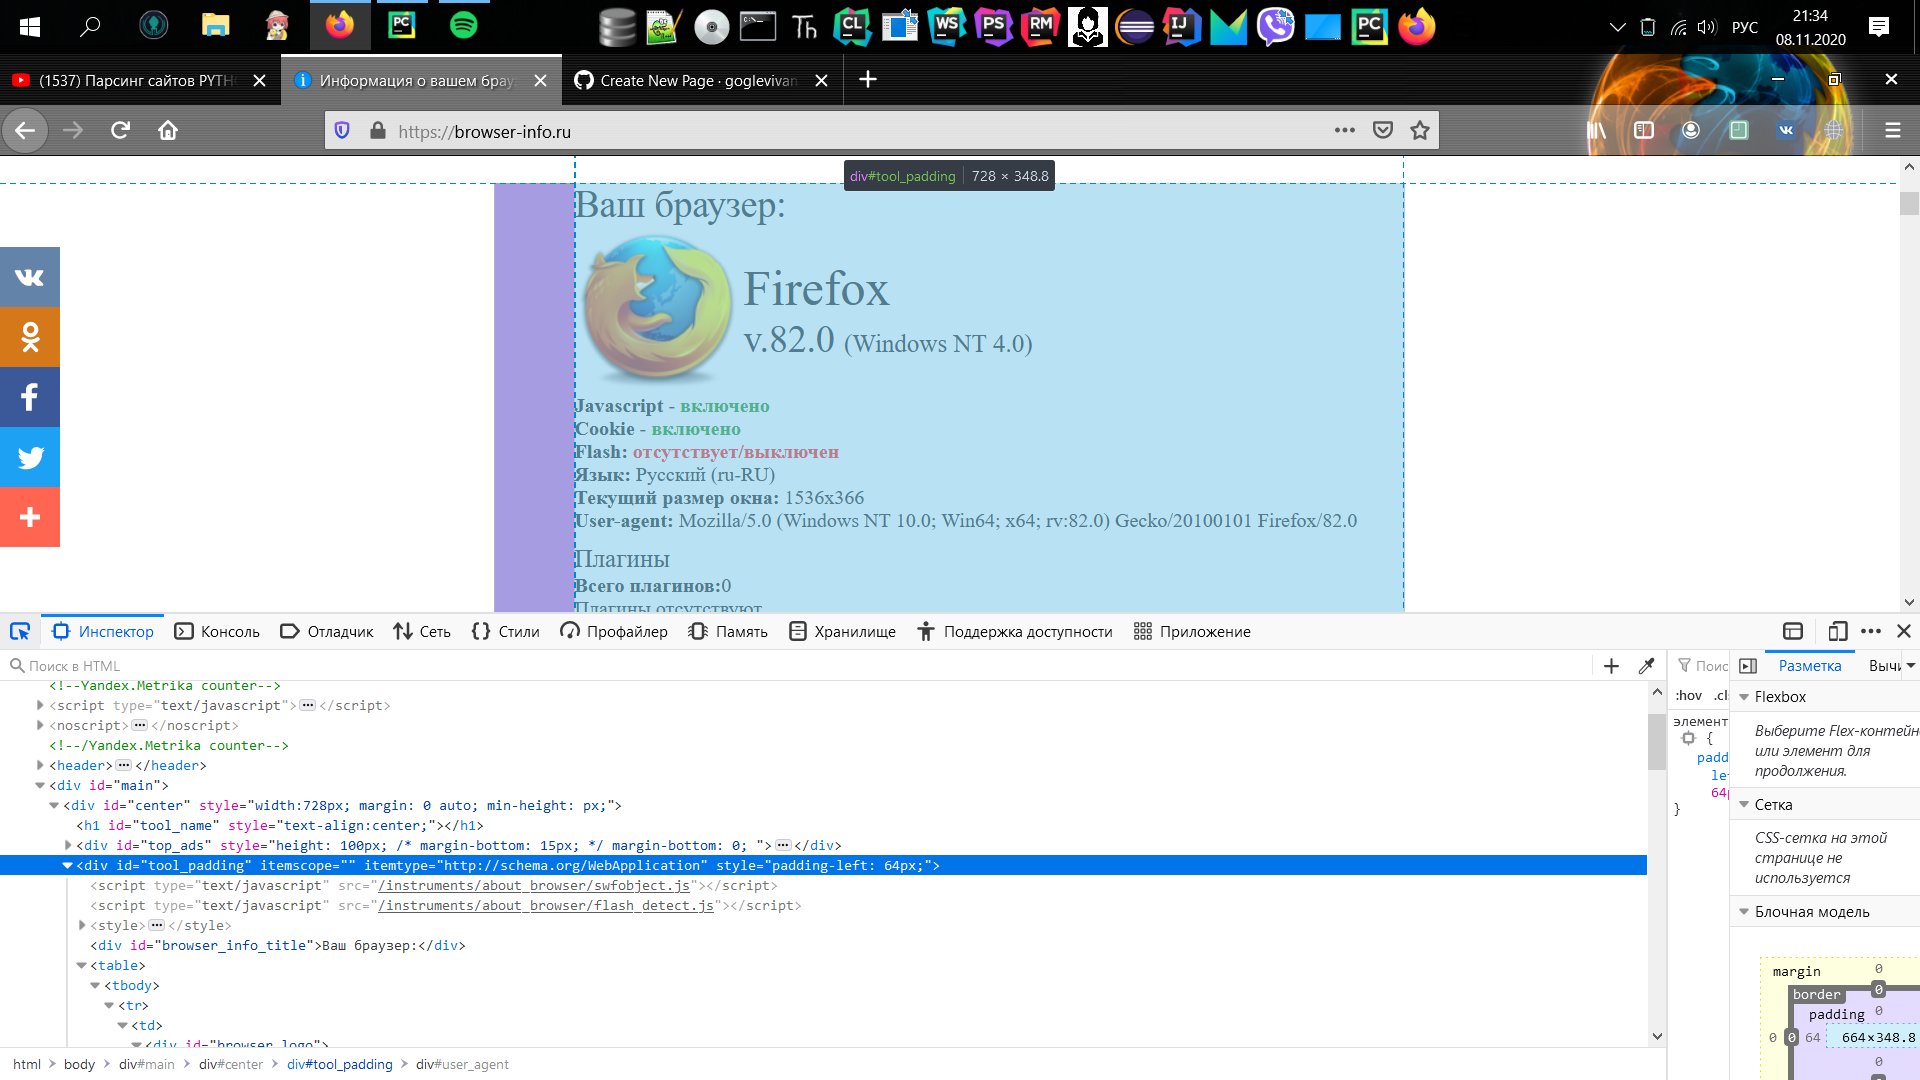 PC
CL
WS
PS
RM
IJ
PC
РУС
21:34
08.11.2020
(1537) Парсинг сайтов PYTH
Информация о вашем брау
Create New Page · goglevivan
https://browser-info.ru
div#tool_padding | 728 × 348.8
Ваш браузер:
Firefox
v.82.0 (Windows NT 4.0)
Javascript - включено
Cookie - включено
Flash: отсутствует/выключен
Язык: Русский (ru-RU)
Текущий размер окна: 1536x366
User-agent: Mozilla/5.0 (Windows NT 10.0; Win64; x64; rv:82.0) Gecko/20100101 Firefox/82.0
Плагины
Всего плагинов:0
Плагины отсутствуют
Инспектор Консоль Отладчик Сеть Стили Профайлер Память Хранилище Поддержка доступности Приложение
Поиск в HTML
<!--Yandex.Metrika counter-->
<script type="text/javascript">…</script>
<noscript>…</noscript>
<!--/Yandex.Metrika counter-->
<header>…</header>
<div id="main">
<div id="center" style="width:728px; margin: 0 auto; min-height: px;">
<h1 id="tool_name" style="text-align:center;"></h1>
<div id="top_ads" style="height: 100px; /* margin-bottom: 15px; */ margin-bottom: 0; ">…</div>
<div id="tool_padding" itemscope="" itemtype="http://schema.org/WebApplication" style="padding-left: 64px;">
<script type="text/javascript" src="/instruments/about_browser/swfobject.js"></script>
<script type="text/javascript" src="/instruments/about_browser/flash_detect.js"></script>
<style>…</style>
<div id="browser_info_title">Ваш браузер:</div>
<table>
<tbody>
<tr>
<td>
<div id="browser_logo">
html > body > div#main > div#center > div#tool_padding > div#user_agent
Поис
:hov .cl
элемент
{
padd
le
64p
}
Разметка Вычи
Flexbox
Выберите Flex-контейн
или элемент для
продолжения.
Сетка
CSS-сетка на этой
странице не
используется
Блочная модель
margin 0
border 0
padding 0
0 0 64 664×348.8
0